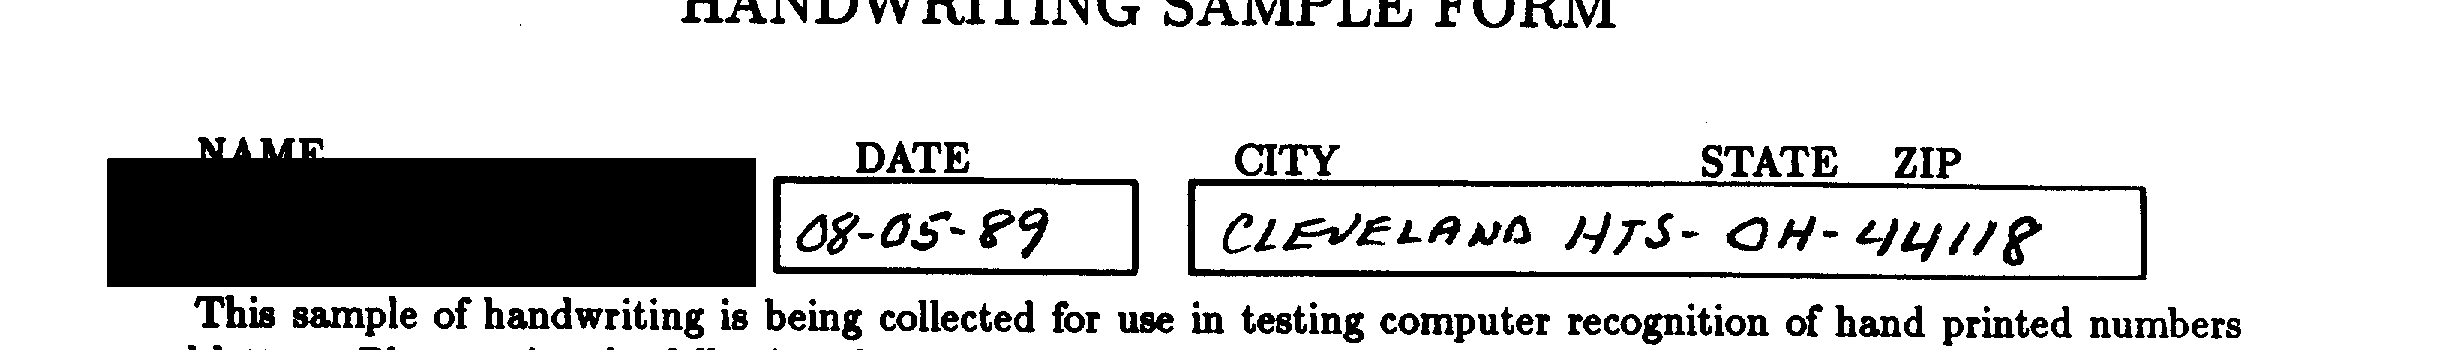 HANDWRITING SAMPLE FORM
NAME DATE CITY STATE ZIP
08-05-89 CLEVELAND HTS- OH- 44118
This sample of handwriting is being collected for use in testing computer recognition of hand printed numbers